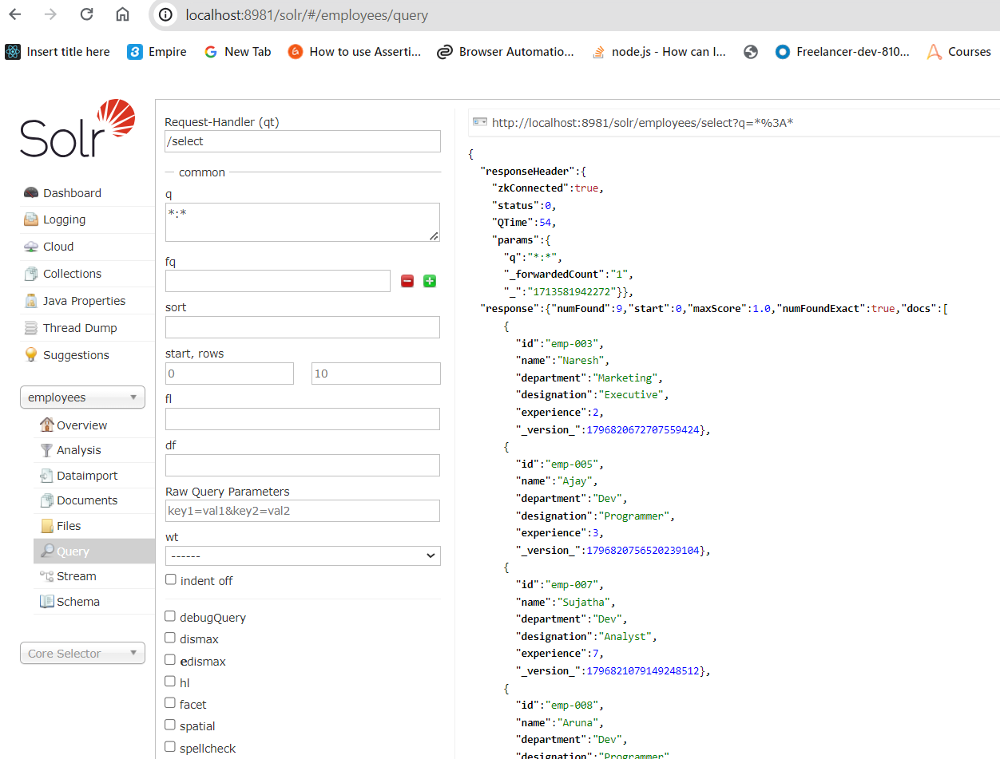 localhost:8981/solr/#/employees/query
Insert title here Empire New Tab How to use Asserti... Browser Automatio... node.js - How can I... Freelancer-dev-810... Courses
Solr
Dashboard
Logging
Cloud
Collections
Java Properties
Thread Dump
Suggestions
employees
Overview
Analysis
Dataimport
Documents
Files
Query
Stream
Schema
Core Selector
Request-Handler (qt)
/select
common
q
*:*
fq
sort
start, rows
0 10
fl
df
Raw Query Parameters
key1=val1&key2=val2
wt
------
indent off
debugQuery
dismax
edismax
hl
facet
spatial
spellcheck
http://localhost:8981/solr/employees/select?q=*%3A*
{
"responseHeader":{
"zkConnected":true,
"status":0,
"QTime":54,
"params":{
"q":"*:*",
"_forwardedCount":"1",
"_":"1713581942272"}},
"response":{"numFound":9,"start":0,"maxScore":1.0,"numFoundExact":true,"docs":[
{
"id":"emp-003",
"name":"Naresh",
"department":"Marketing",
"designation":"Executive",
"experience":2,
"_version_":1796820672707559424},
{
"id":"emp-005",
"name":"Ajay",
"department":"Dev",
"designation":"Programmer",
"experience":3,
"_version_":1796820756520239104},
{
"id":"emp-007",
"name":"Sujatha",
"department":"Dev",
"designation":"Analyst",
"experience":7,
"_version_":1796821079149248512},
{
"id":"emp-008",
"name":"Aruna",
"department":"Dev",
"designation":"Programmer"